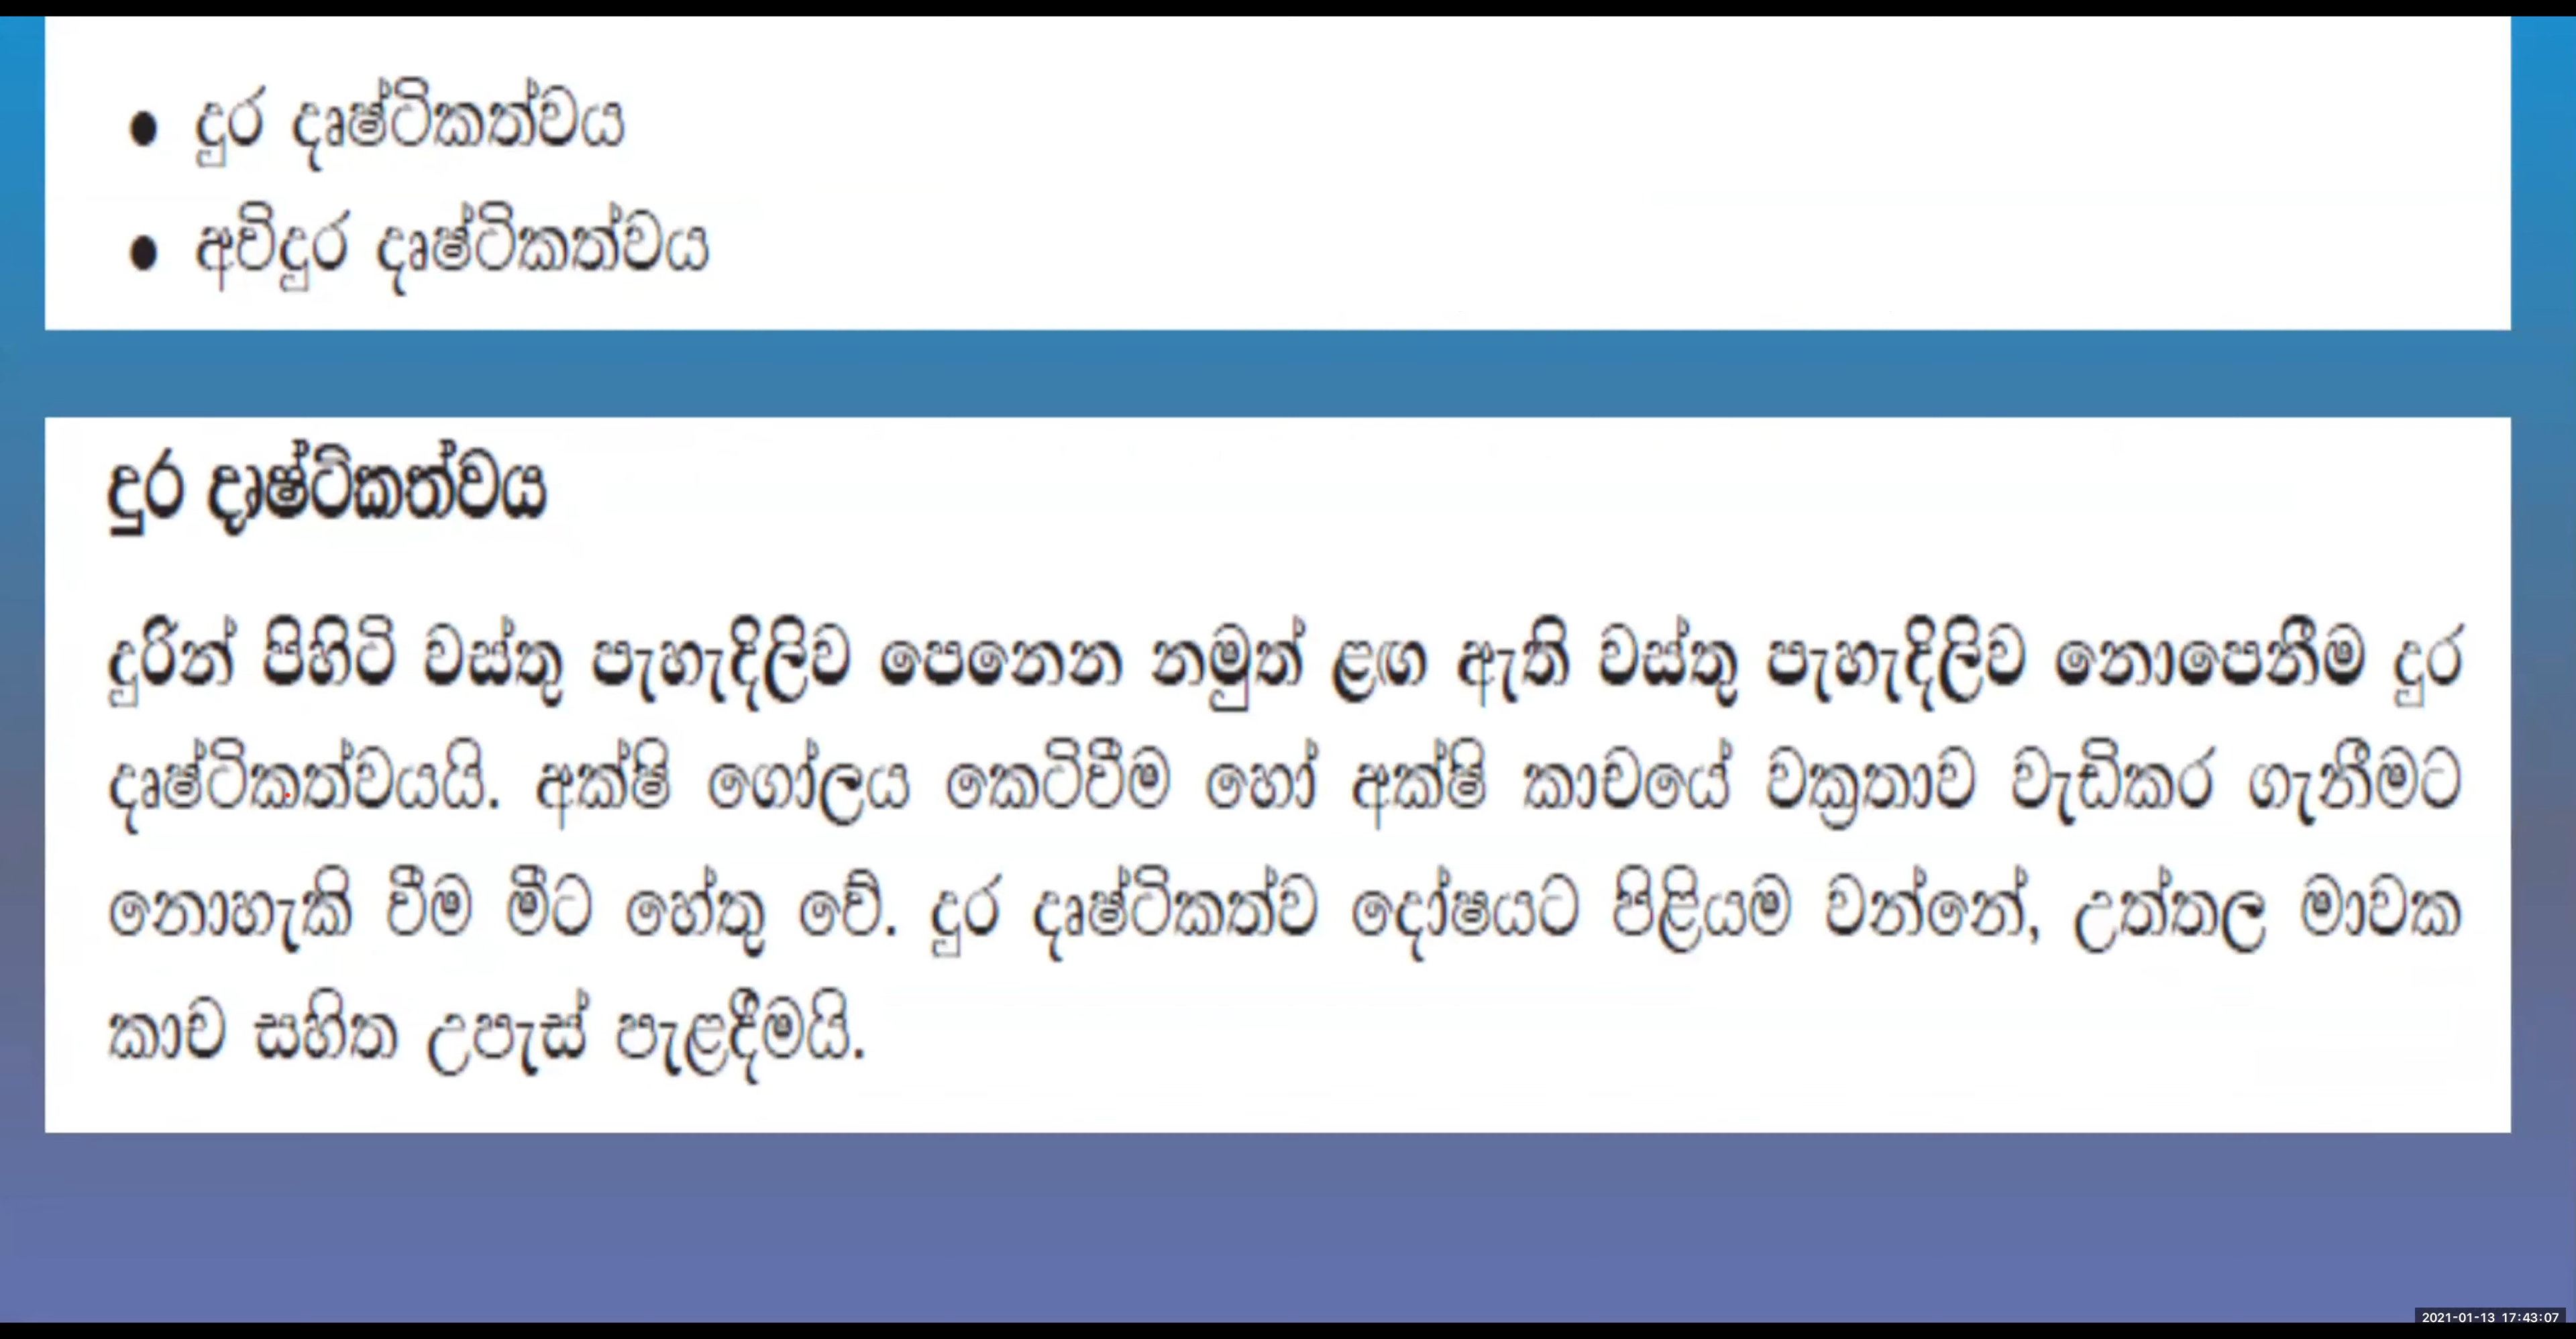 ● දුර දෘෂ්ටිකත්වය
● අවිදුර දෘෂ්ටිකත්වය
දුර දෘෂ්ටිකත්වය
දුරින් පිහිටි වස්තු පැහැදිලිව පෙනෙන නමුත් ළඟ ඇති වස්තු පැහැදිලිව නොපෙනීම දුර
දෘෂ්ටිකත්වයයි. අක්ෂි ගෝලය කෙටිවීම හෝ අක්ෂි කාචයේ වක්‍රතාව වැඩිකර ගැනීමට
නොහැකි වීම මීට හේතු වේ. දුර දෘෂ්ටිකත්ව දෝෂයට පිළියම වන්නේ, උත්තල මාවක
කාච සහිත උපැස් පැළදීමයි.
2021-01-13 17:43:07